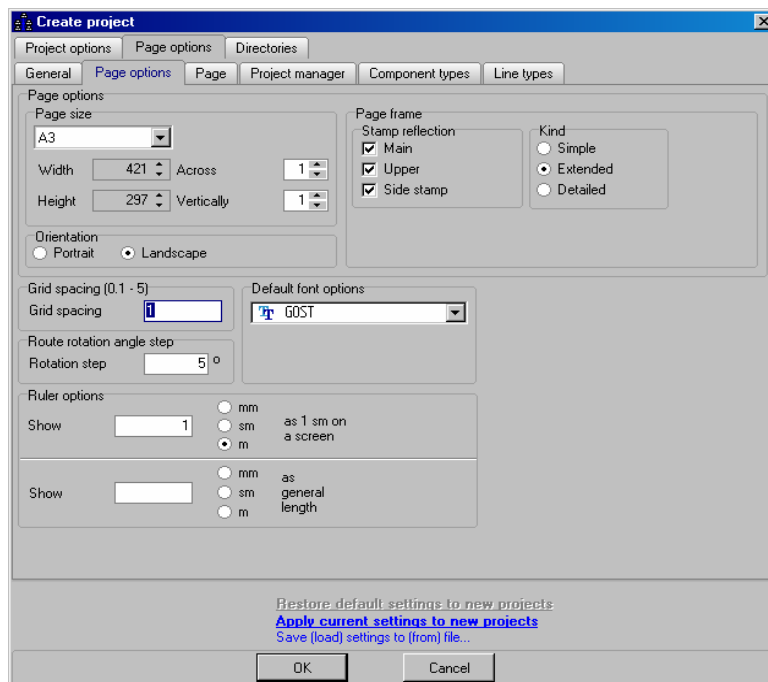 Create project
Project options Page options Directories
General Page options Page Project manager Component types Line types
Page options
Page size
A3
Width 421 Across 1
Height 297 Vertically 1
Orientation
Portrait Landscape
Page frame
Stamp reflection
Main
Upper
Side stamp
Kind
Simple
Extended
Detailed
Grid spacing (0.1 - 5)
Grid spacing 1
Default font options
GOST
Route rotation angle step
Rotation step 5 º
Ruler options
Show 1
mm
sm
m
as 1 sm on
a screen
Show
mm
sm
m
as
general
length
Restore default settings to new projects
Apply current settings to new projects
Save (load) settings to (from) file...
OK Cancel